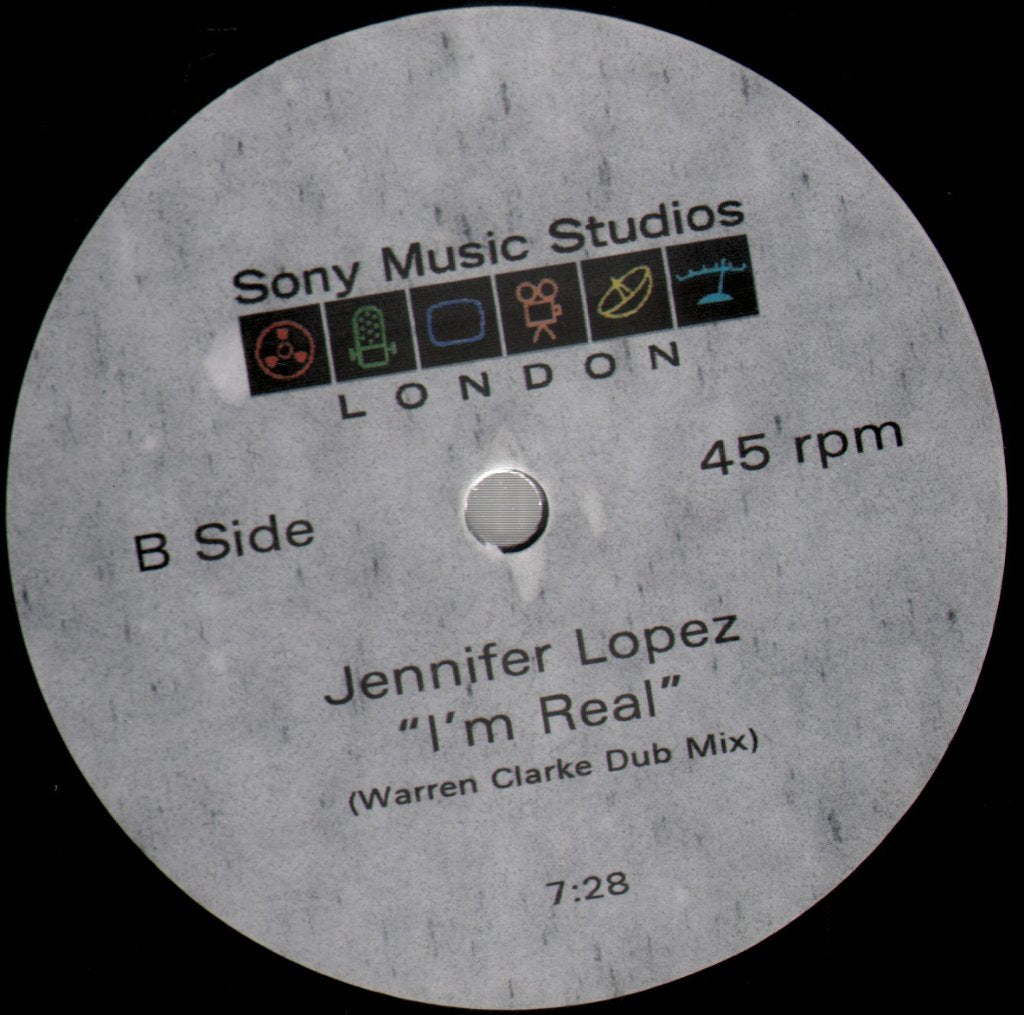 Sony Music Studios
LONDON
45 rpm
B Side
Jennifer Lopez
"I'm Real"
(Warren Clarke Dub Mix)
7:28